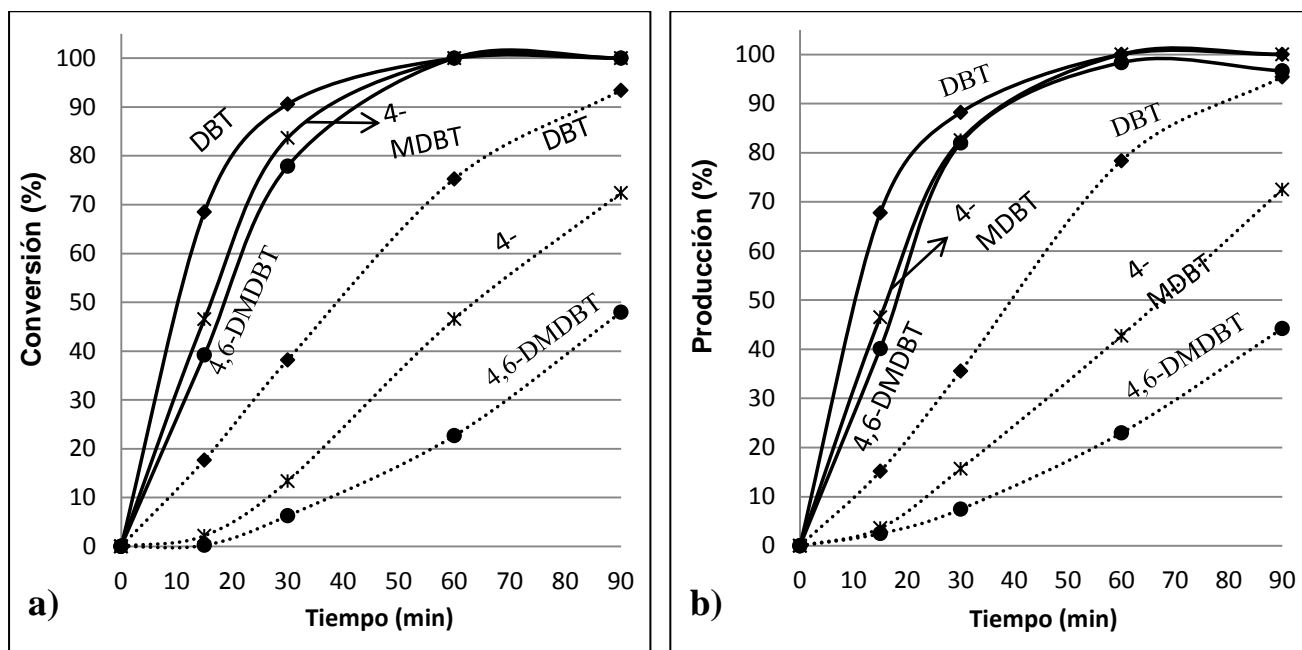 Conversión (%)
100
90
80
70
60
50
40
30
20
10
0
DBT
4-
MDBT
DBT
4,6-DMDBT
4-
4,6-DMDBT
0 10 20 30 40 50 60 70 80 90
Tiempo (min)
a)
Producción (%)
100
90
80
70
60
50
40
30
20
10
0
DBT
DBT
4-
MDBT
4-
MDBT
4,6-DMDBT
4,6-DMDBT
0 10 20 30 40 50 60 70 80 90
Tiempo (min)
b)